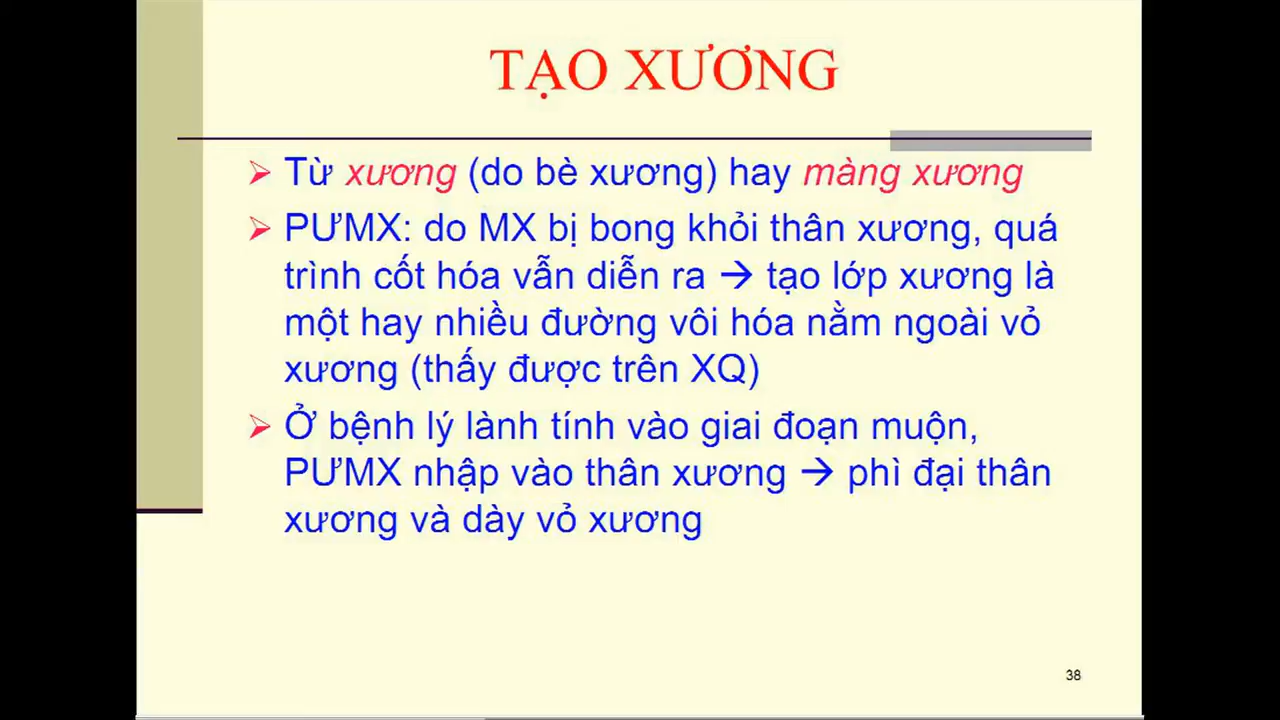 TẠO XƯƠNG
Từ xương (do bè xương) hay màng xương
PƯMX: do MX bị bong khỏi thân xương, quá
trình cốt hóa vẫn diễn ra → tạo lớp xương là
một hay nhiều đường vôi hóa nằm ngoài vỏ
xương (thấy được trên XQ)
Ở bệnh lý lành tính vào giai đoạn muộn,
PƯMX nhập vào thân xương → phì đại thân
xương và dày vỏ xương
38